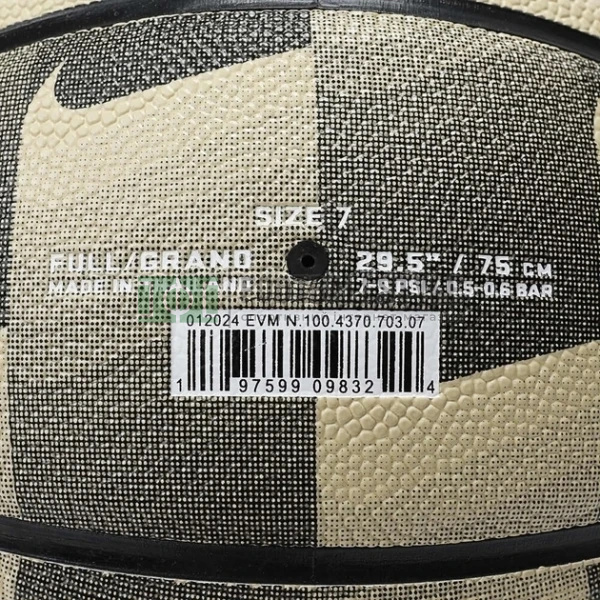 SIZE 7
FULL/GRAND 29.5" / 75 CM
MADE IN THAILAND 7-9 PSI / 0.5-0.6 BAR
012024 EVM N.100.4370.703.07
1 97599 09832 4